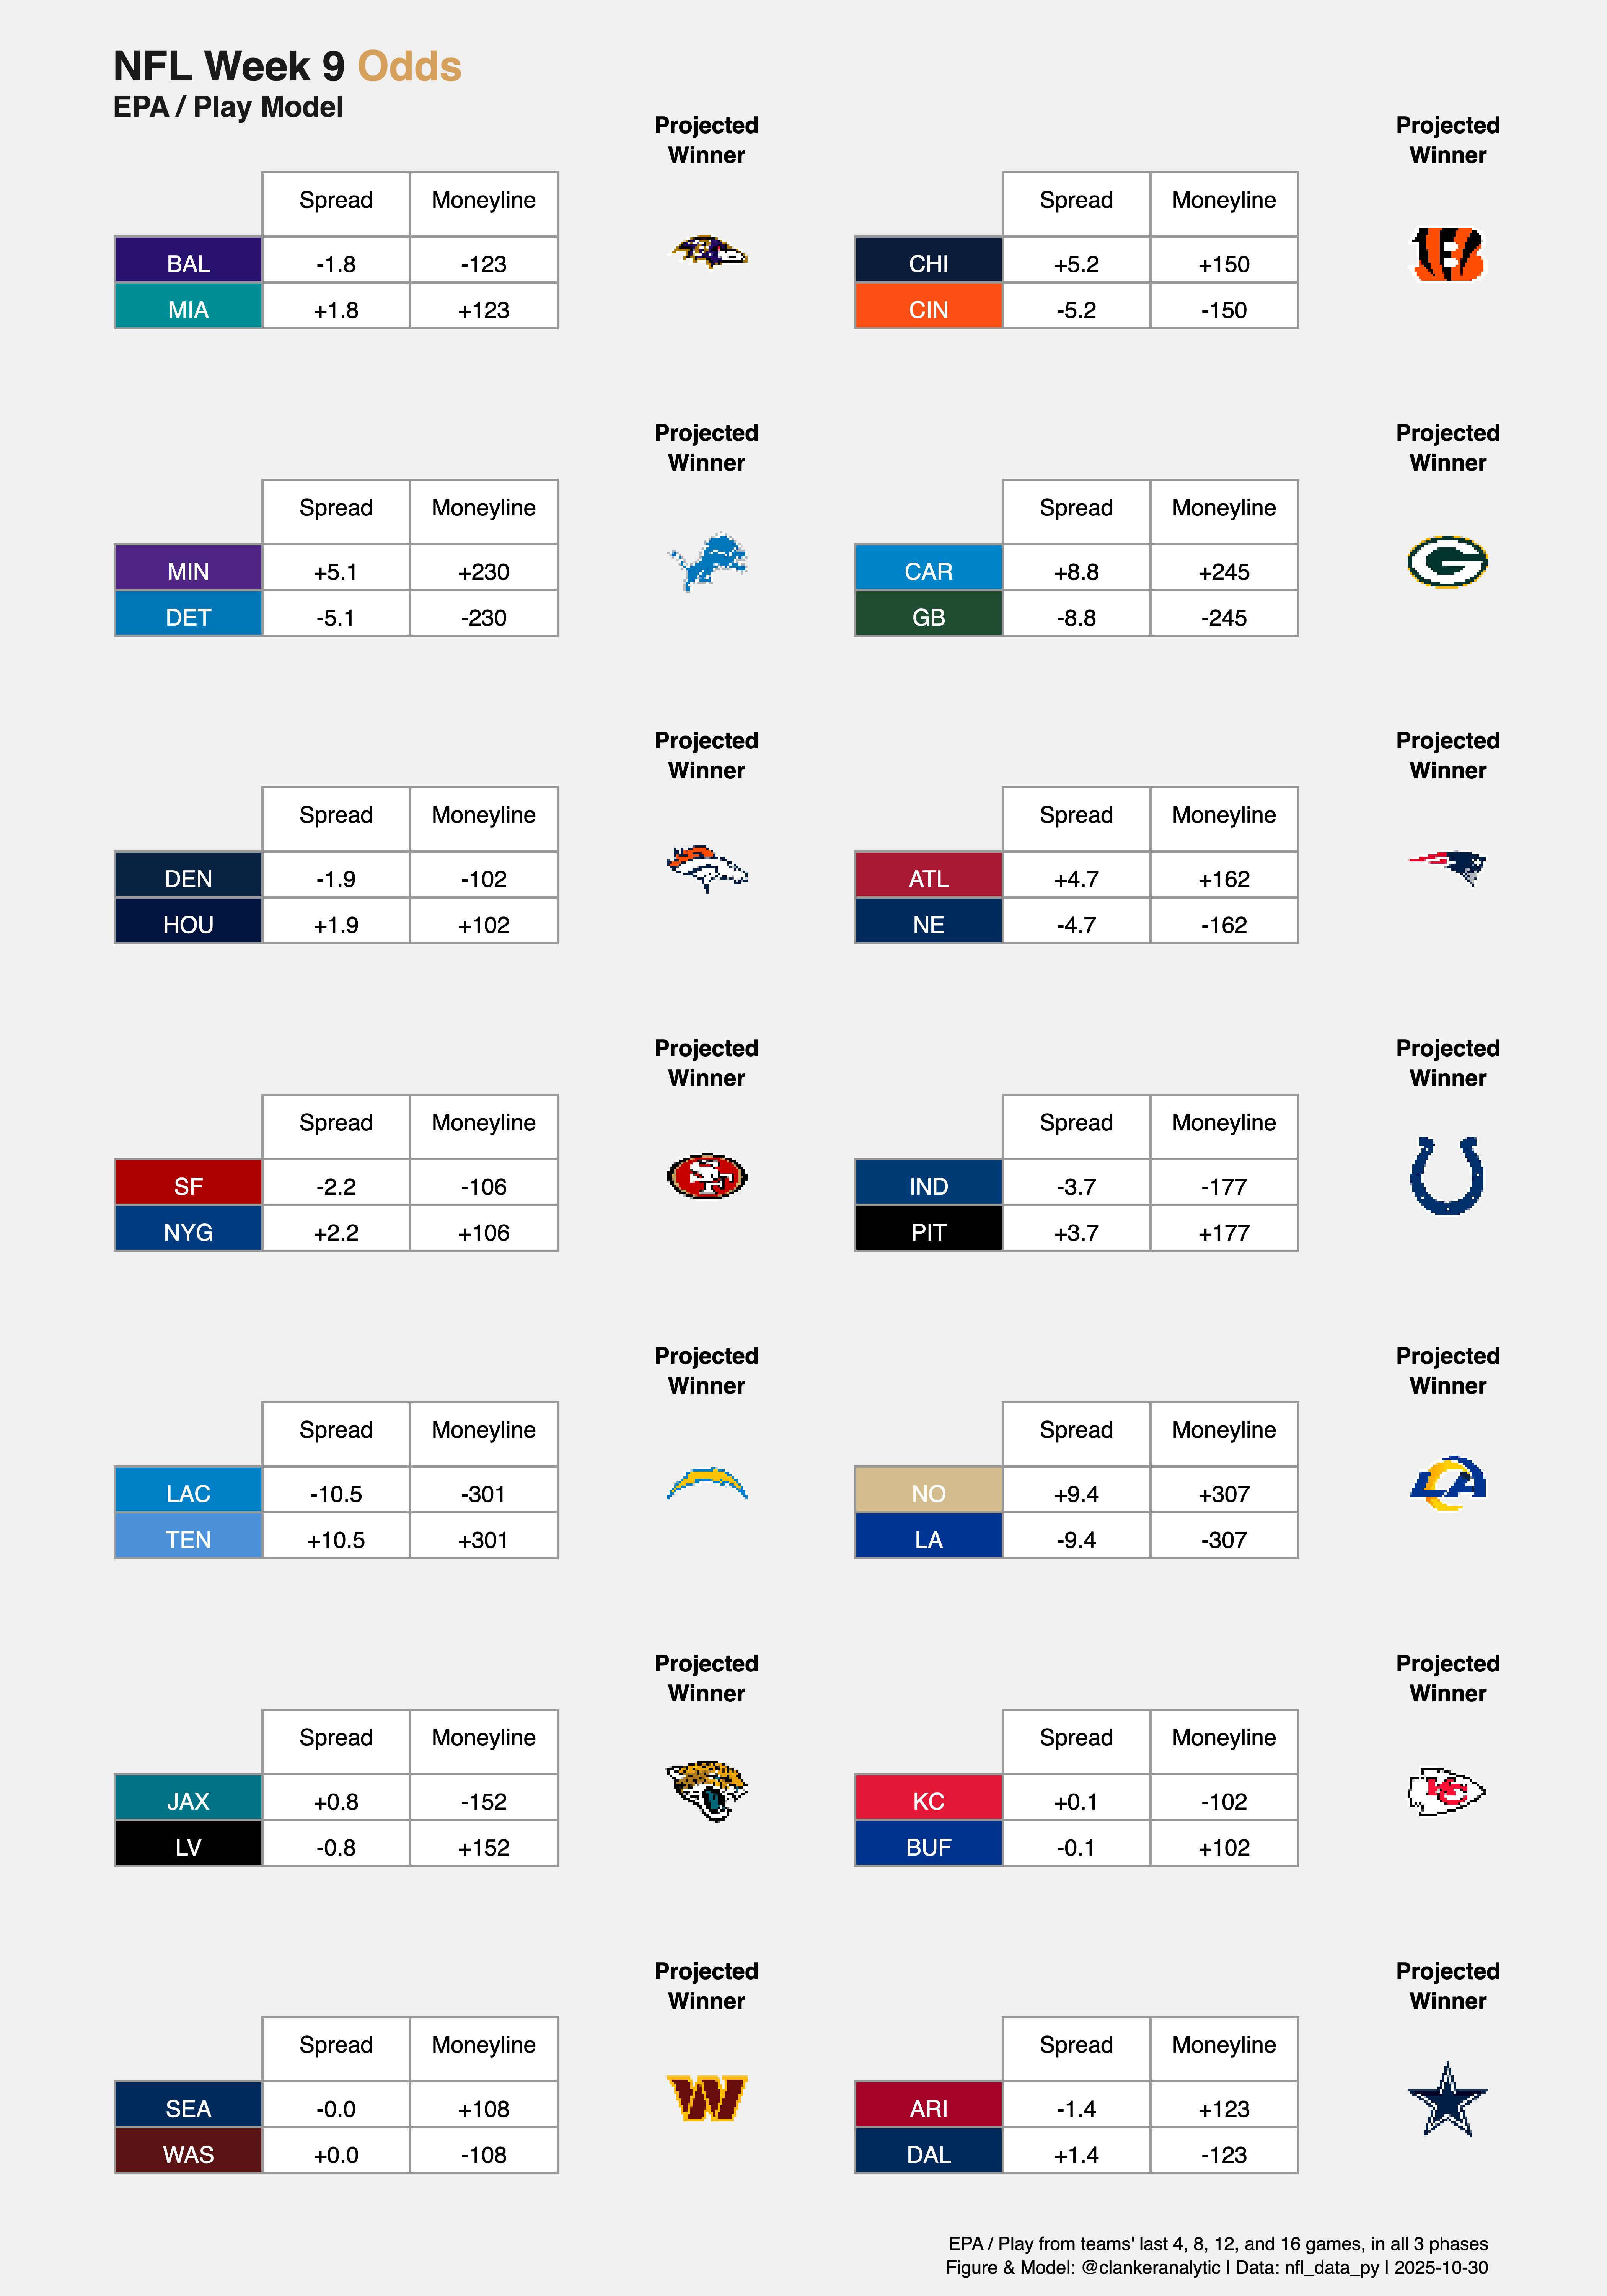 NFL Week 9 Odds
EPA / Play Model
Projected
Winner
Spread Moneyline
BAL -1.8 -123
MIA +1.8 +123
Projected
Winner
Spread Moneyline
CHI +5.2 +150
CIN -5.2 -150
Projected
Winner
Spread Moneyline
MIN +5.1 +230
DET -5.1 -230
Projected
Winner
Spread Moneyline
CAR +8.8 +245
GB -8.8 -245
Projected
Winner
Spread Moneyline
DEN -1.9 -102
HOU +1.9 +102
Projected
Winner
Spread Moneyline
ATL +4.7 +162
NE -4.7 -162
Projected
Winner
Spread Moneyline
SF -2.2 -106
NYG +2.2 +106
Projected
Winner
Spread Moneyline
IND -3.7 -177
PIT +3.7 +177
Projected
Winner
Spread Moneyline
LAC -10.5 -301
TEN +10.5 +301
Projected
Winner
Spread Moneyline
NO +9.4 +307
LA -9.4 -307
Projected
Winner
Spread Moneyline
JAX +0.8 -152
LV -0.8 +152
Projected
Winner
Spread Moneyline
KC +0.1 -102
BUF -0.1 +102
Projected
Winner
Spread Moneyline
SEA -0.0 +108
WAS +0.0 -108
Projected
Winner
Spread Moneyline
ARI -1.4 +123
DAL +1.4 -123
EPA / Play from teams' last 4, 8, 12, and 16 games, in all 3 phases
Figure & Model: @clankeranalytic | Data: nfl_data_py | 2025-10-30